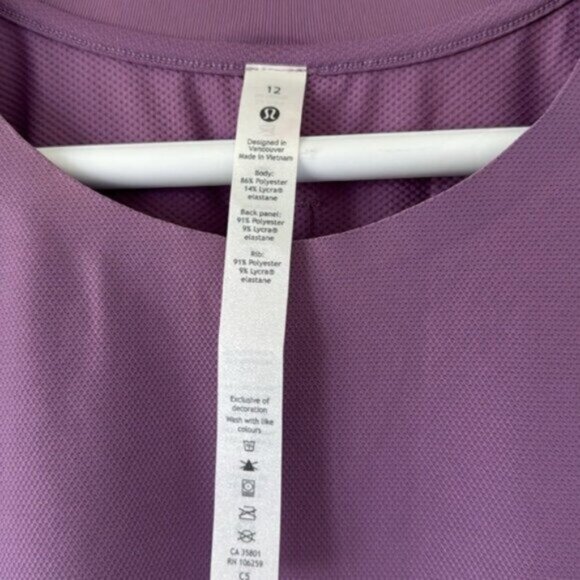 12
Designed in
Vancouver
Made in Vietnam
Body:
86% Polyester
14% Lycra®
elastane
Back panel:
91% Polyester
9% Lycra®
elastane
Rib:
91% Polyester
9% Lycra®
elastane
Exclusive of
decoration
Wash with like
colours
CA 35801
RN 106259
CS